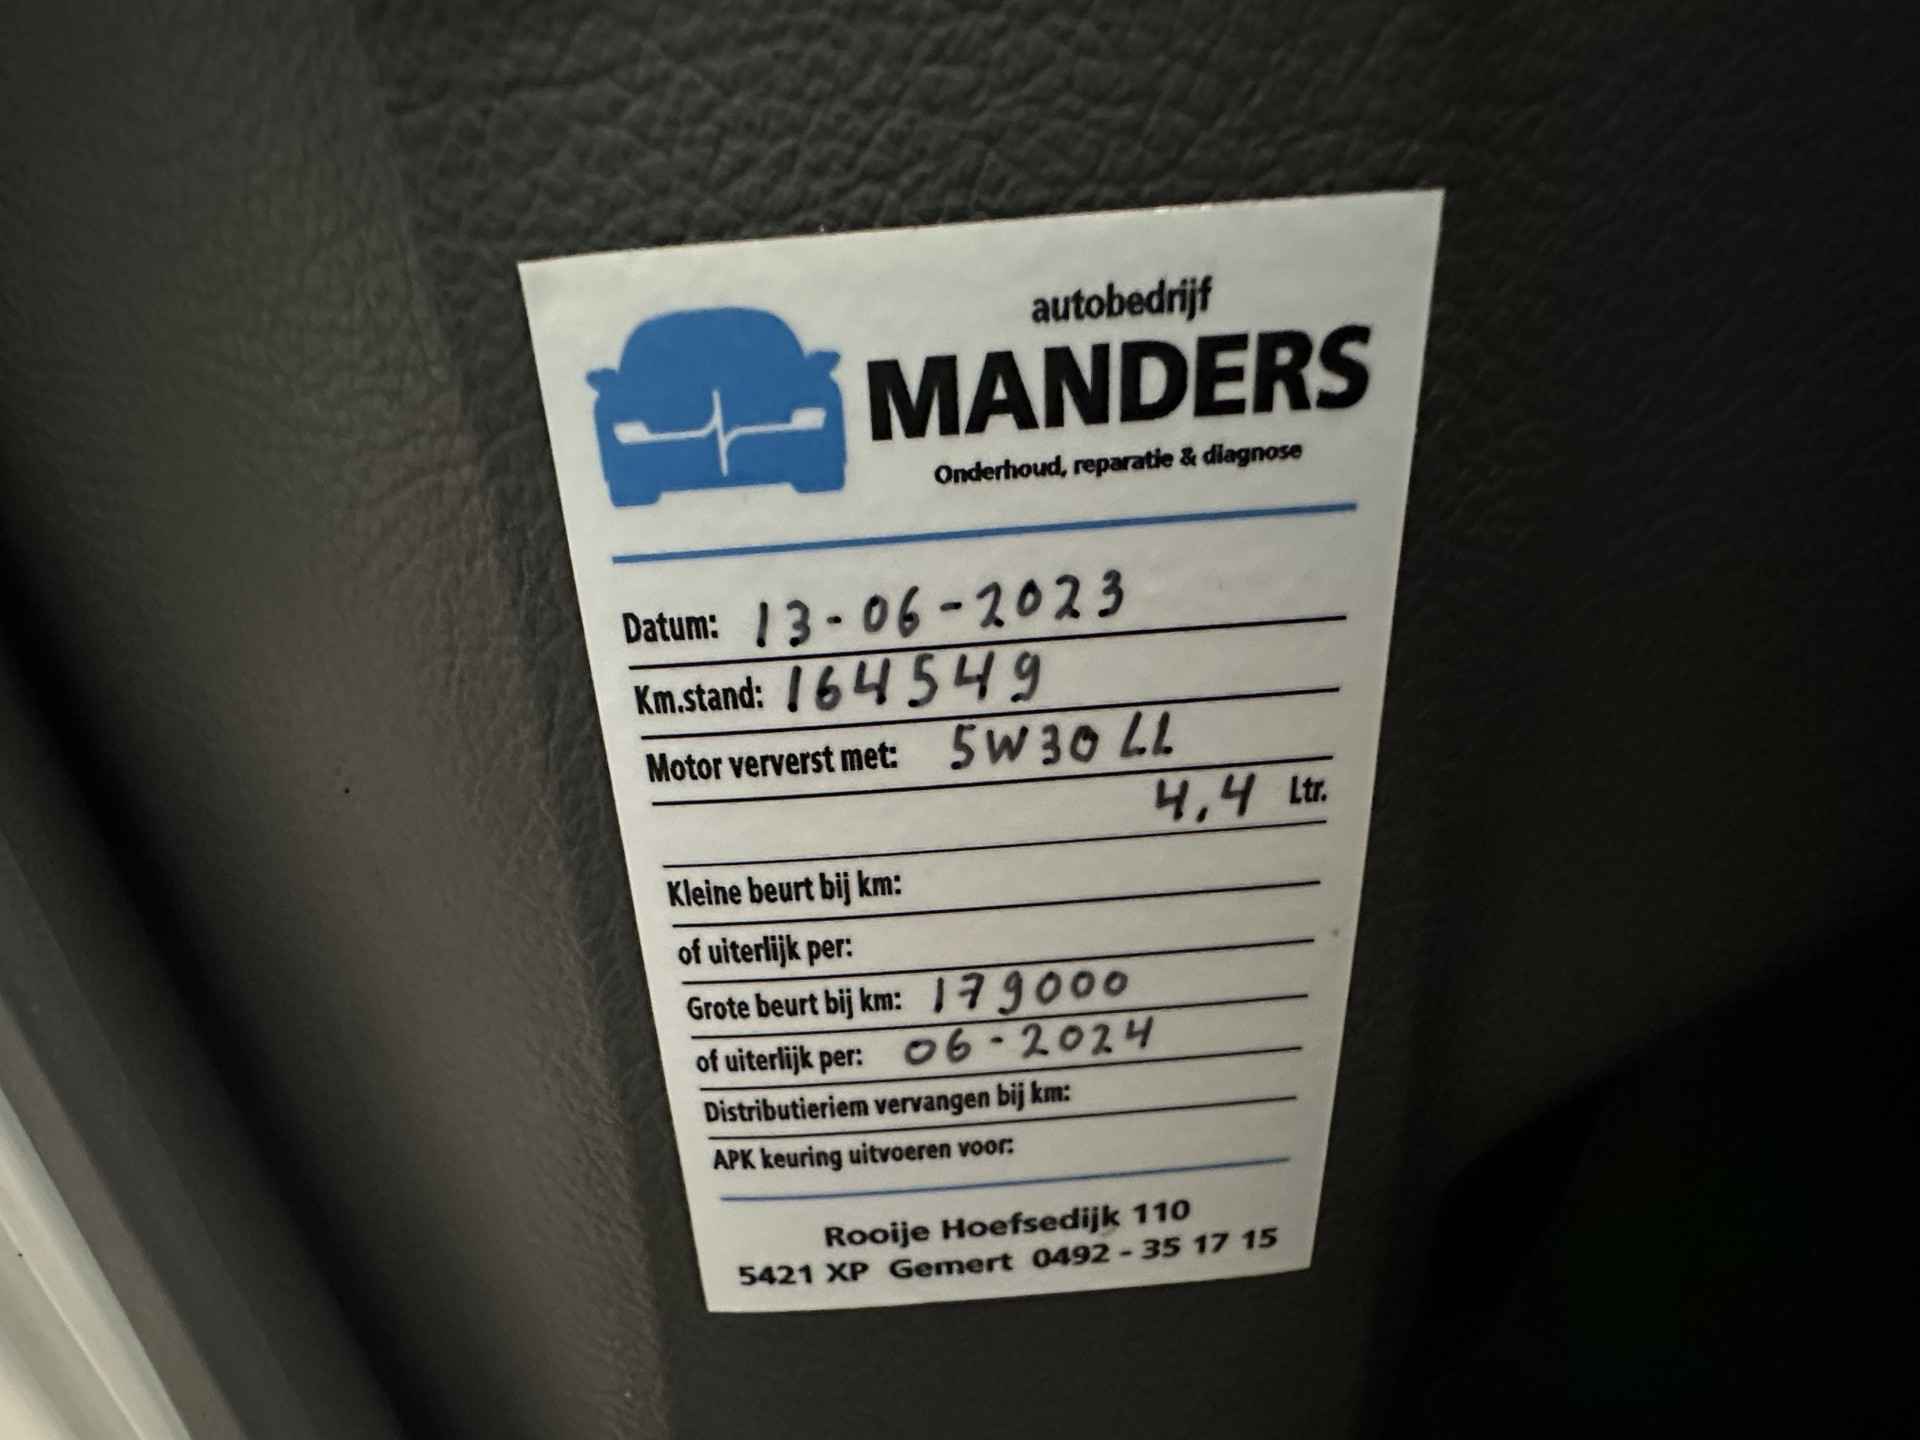 autobedrijf
MANDERS
Onderhoud, reparatie & diagnose
Datum: 13-06-2023
Km.stand: 164549
Motor ververst met: 5W30 LL
4,4 Ltr.
Kleine beurt bij km:
of uiterlijk per:
Grote beurt bij km: 179000
of uiterlijk per: 06-2024
Distributieriem vervangen bij km:
APK keuring uitvoeren voor:
Rooije Hoefsedijk 110
5421 XP Gemert 0492 - 35 17 15